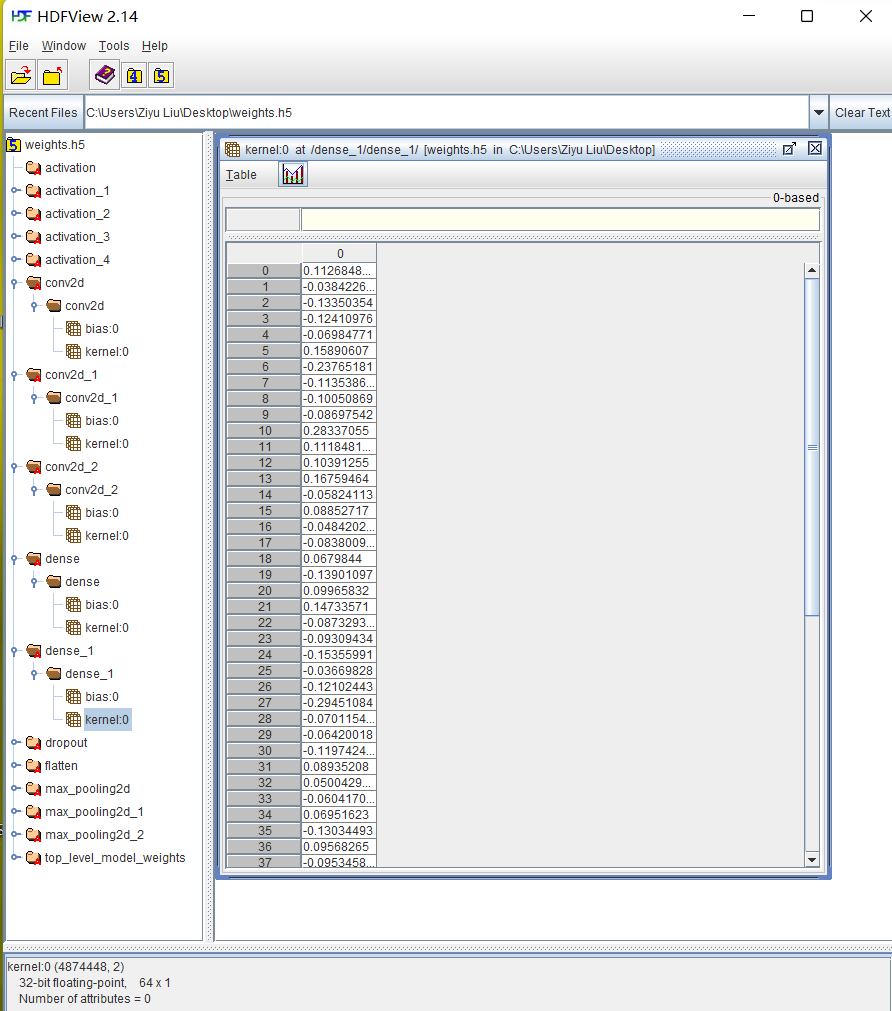 HDFView 2.14
File Window Tools Help
4 5
Recent Files C:\Users\Ziyu Liu\Desktop\weights.h5 Clear Text
5 weights.h5
activation
activation_1
activation_2
activation_3
activation_4
conv2d
conv2d
bias:0
kernel:0
conv2d_1
conv2d_1
bias:0
kernel:0
conv2d_2
conv2d_2
bias:0
kernel:0
dense
dense
bias:0
kernel:0
dense_1
dense_1
bias:0
kernel:0
dropout
flatten
max_pooling2d
max_pooling2d_1
max_pooling2d_2
top_level_model_weights
kernel:0 at /dense_1/dense_1/ [weights.h5 in C:\Users\Ziyu Liu\Desktop]
Table
0-based
0
0 0.1126848...
1 -0.0384226...
2 -0.13350354
3 -0.12410976
4 -0.06984771
5 0.15890607
6 -0.23765181
7 -0.1135386...
8 -0.10050869
9 -0.08697542
10 0.28337055
11 0.1118481...
12 0.10391255
13 0.16759464
14 -0.05824113
15 0.08852717
16 -0.0484202...
17 -0.0838009...
18 0.0679844
19 -0.13901097
20 0.09965832
21 0.14733571
22 -0.0873293...
23 -0.09309434
24 -0.15355991
25 -0.03669828
26 -0.12102443
27 -0.29451084
28 -0.0701154...
29 -0.06420018
30 -0.1197424...
31 0.08935208
32 0.0500429...
33 -0.0604170...
34 0.06951623
35 -0.13034493
36 0.09568265
37 -0.0953458...
kernel:0 (4874448, 2)
32-bit floating-point, 64 x 1
Number of attributes = 0